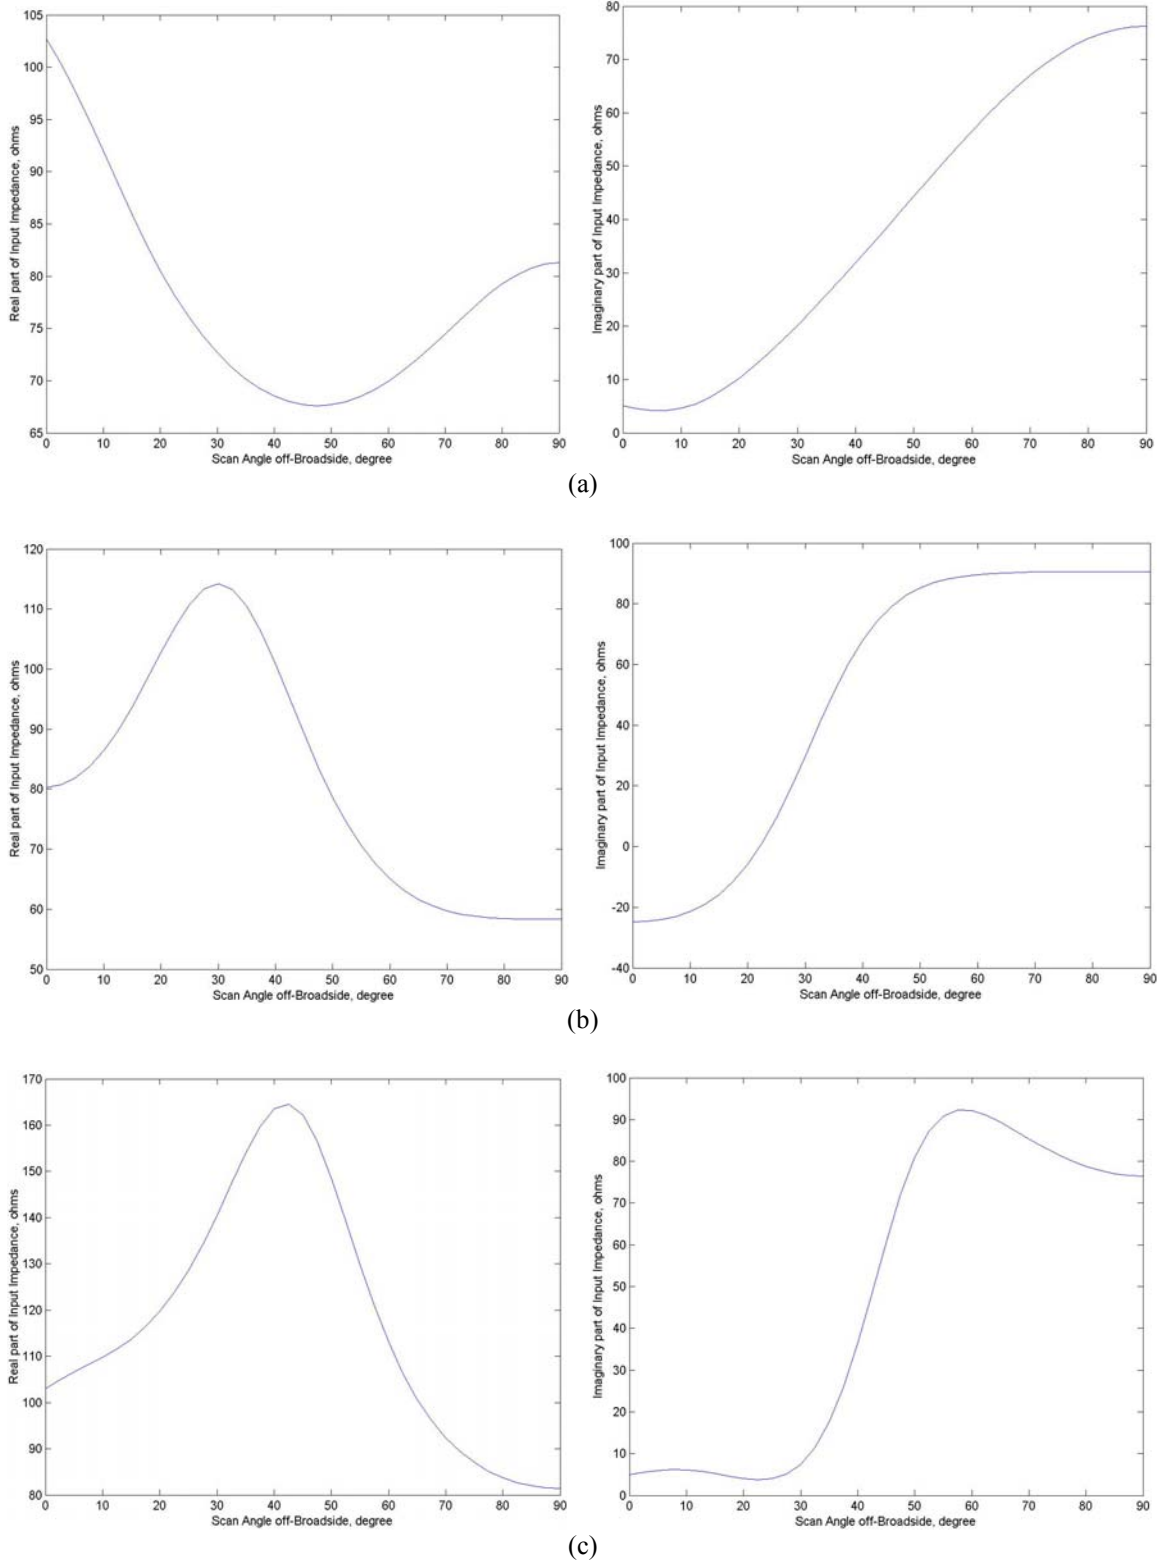 105
100
95
90
85
80
75
70
65
Real part of Input Impedance, ohms
0 10 20 30 40 50 60 70 80 90
Scan Angle off-Broadside, degree
80
70
60
50
40
30
20
10
0
Imaginary part of Input Impedance, ohms
0 10 20 30 40 50 60 70 80 90
Scan Angle off-Broadside, degree
(a)
120
110
100
90
80
70
60
50
Real part of Input Impedance, ohms
0 10 20 30 40 50 60 70 80 90
Scan Angle off-Broadside, degree
100
80
60
40
20
0
-20
-40
Imaginary part of Input Impedance, ohms
0 10 20 30 40 50 60 70 80 90
Scan Angle off-Broadside, degree
(b)
170
160
150
140
130
120
110
100
90
80
Real part of Input Impedance, ohms
0 10 20 30 40 50 60 70 80 90
Scan Angle off-Broadside, degree
100
90
80
70
60
50
40
30
20
10
0
Imaginary part of Input Impedance, ohms
0 10 20 30 40 50 60 70 80 90
Scan Angle off-Broadside, degree
(c)